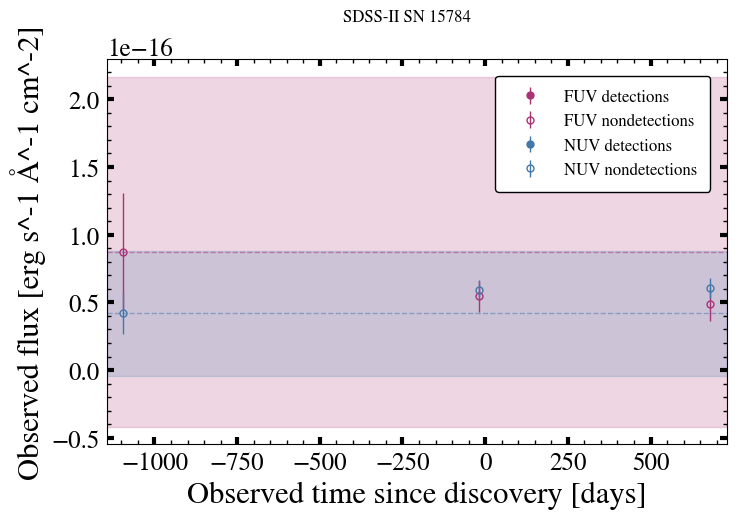 SDSS-II SN 15784
1e−16
Observed flux [erg s^-1 Å^-1 cm^-2]
2.0
1.5
1.0
0.5
0.0
−0.5
FUV detections
FUV nondetections
NUV detections
NUV nondetections
−1000 −750 −500 −250 0 250 500
Observed time since discovery [days]